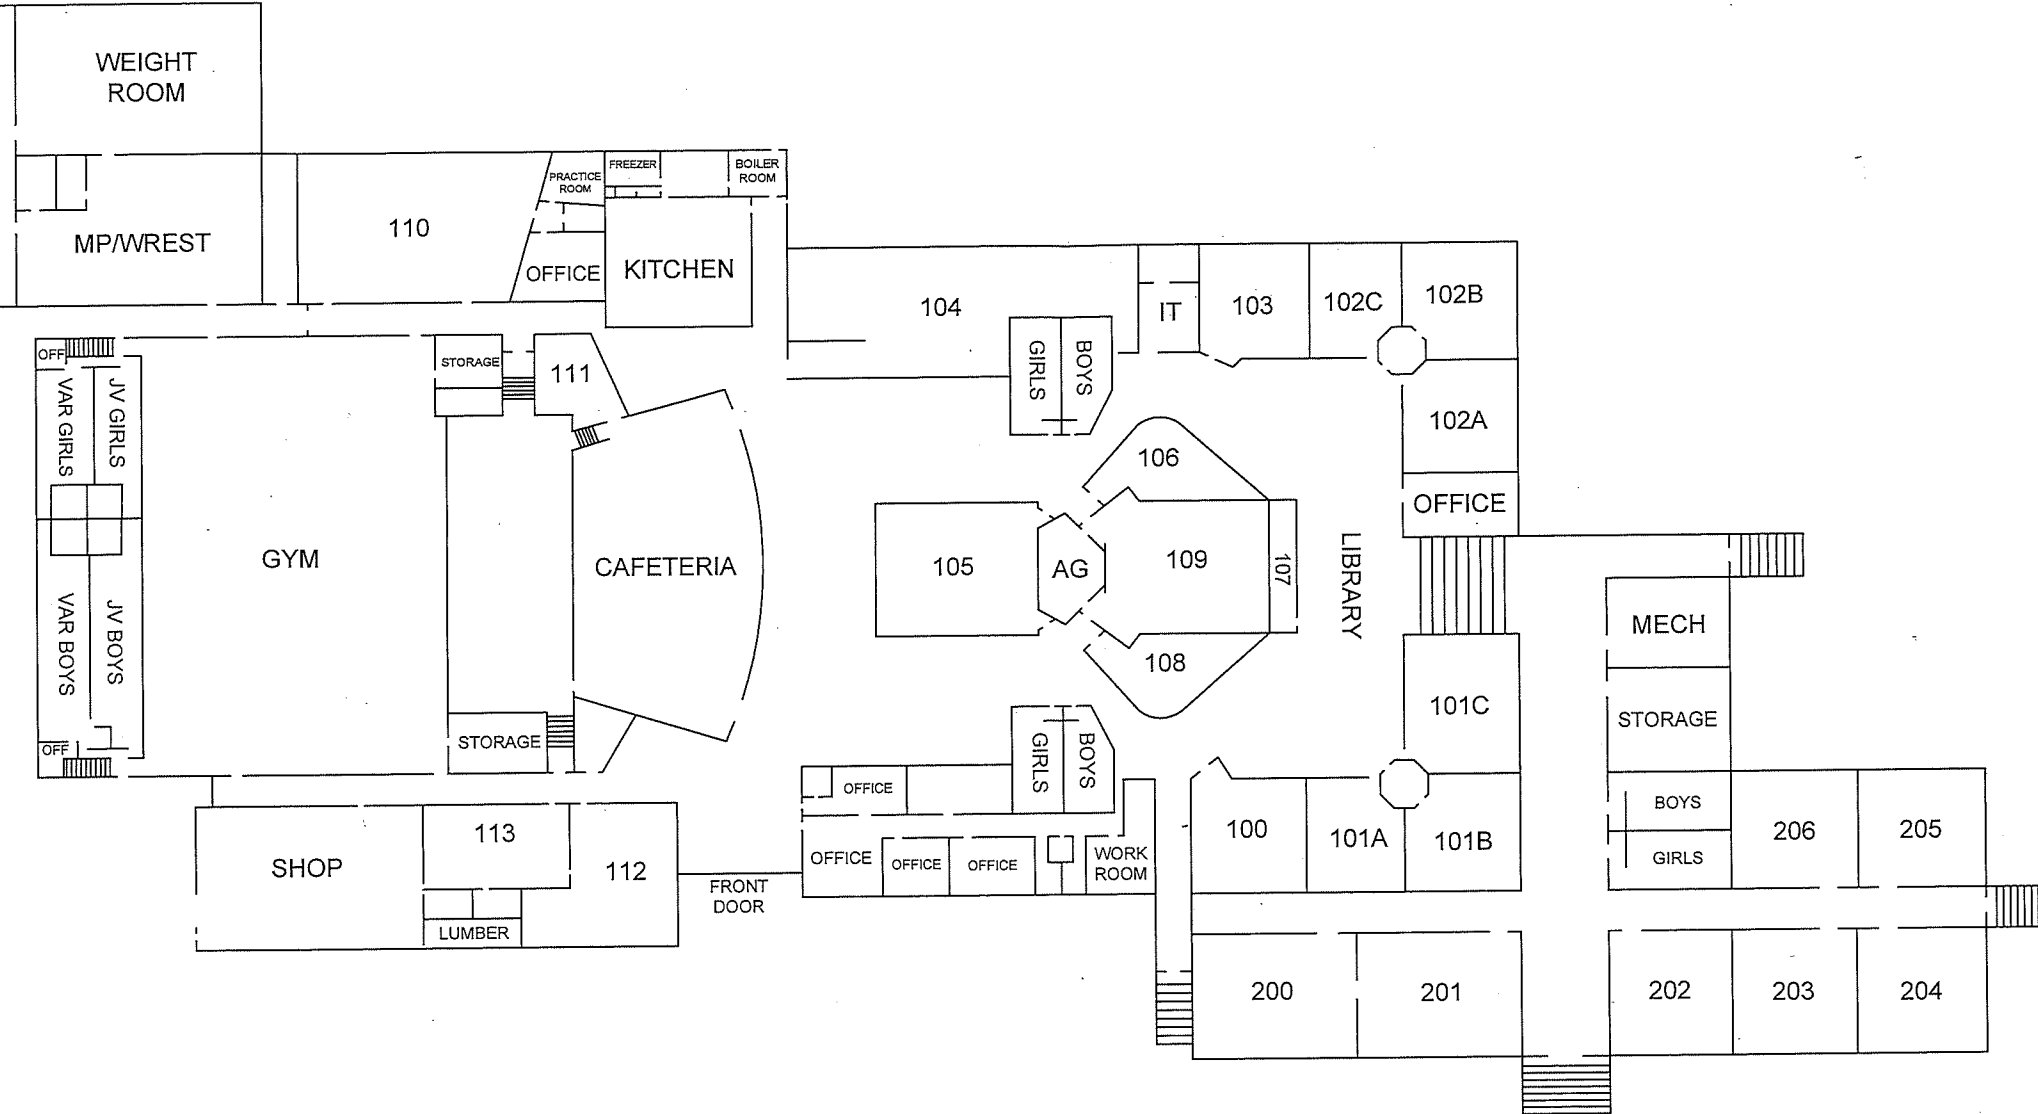 WEIGHT
ROOM
MP/WREST
110
PRACTICE
ROOM
FREEZER
BOILER
ROOM
OFFICE
KITCHEN
104
IT
103
102C
102B
GIRLS
BOYS
102A
OFFICE
OFF
STORAGE
111
VAR GIRLS
JV GIRLS
GYM
CAFETERIA
VAR BOYS
JV BOYS
OFF
STORAGE
106
105
AG
109
107
108
LIBRARY
MECH
101C
STORAGE
GIRLS
BOYS
OFFICE
SHOP
113
112
LUMBER
FRONT
DOOR
OFFICE
OFFICE
OFFICE
WORK
ROOM
100
101A
101B
BOYS
GIRLS
206
205
200
201
202
203
204